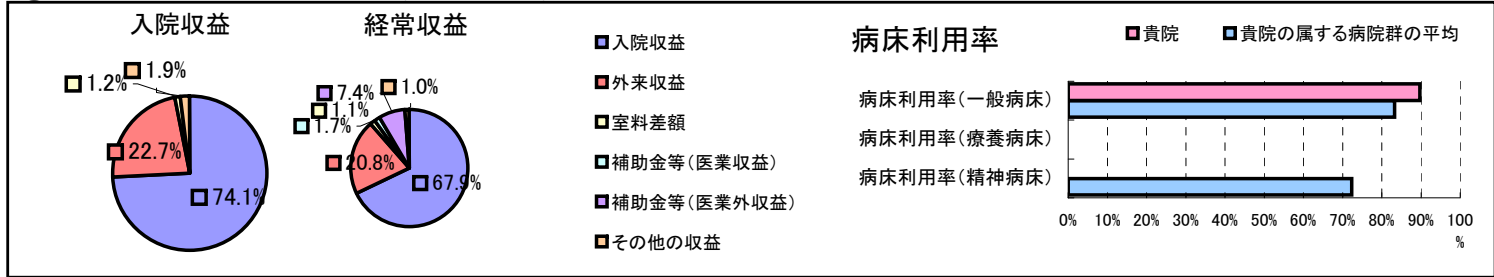 入院収益
1.2%
1.9%
22.7%
74.1%
経常収益
7.4%
1.0%
1.1%
1.7%
20.8%
67.9%
入院収益
外来収益
室料差額
補助金等(医業収益)
補助金等(医業外収益)
その他の収益
病床利用率
貴院
貴院の属する病院群の平均
病床利用率(一般病床)
病床利用率(療養病床)
病床利用率(精神病床)
0% 10% 20% 30% 40% 50% 60% 70% 80% 90% 100
%